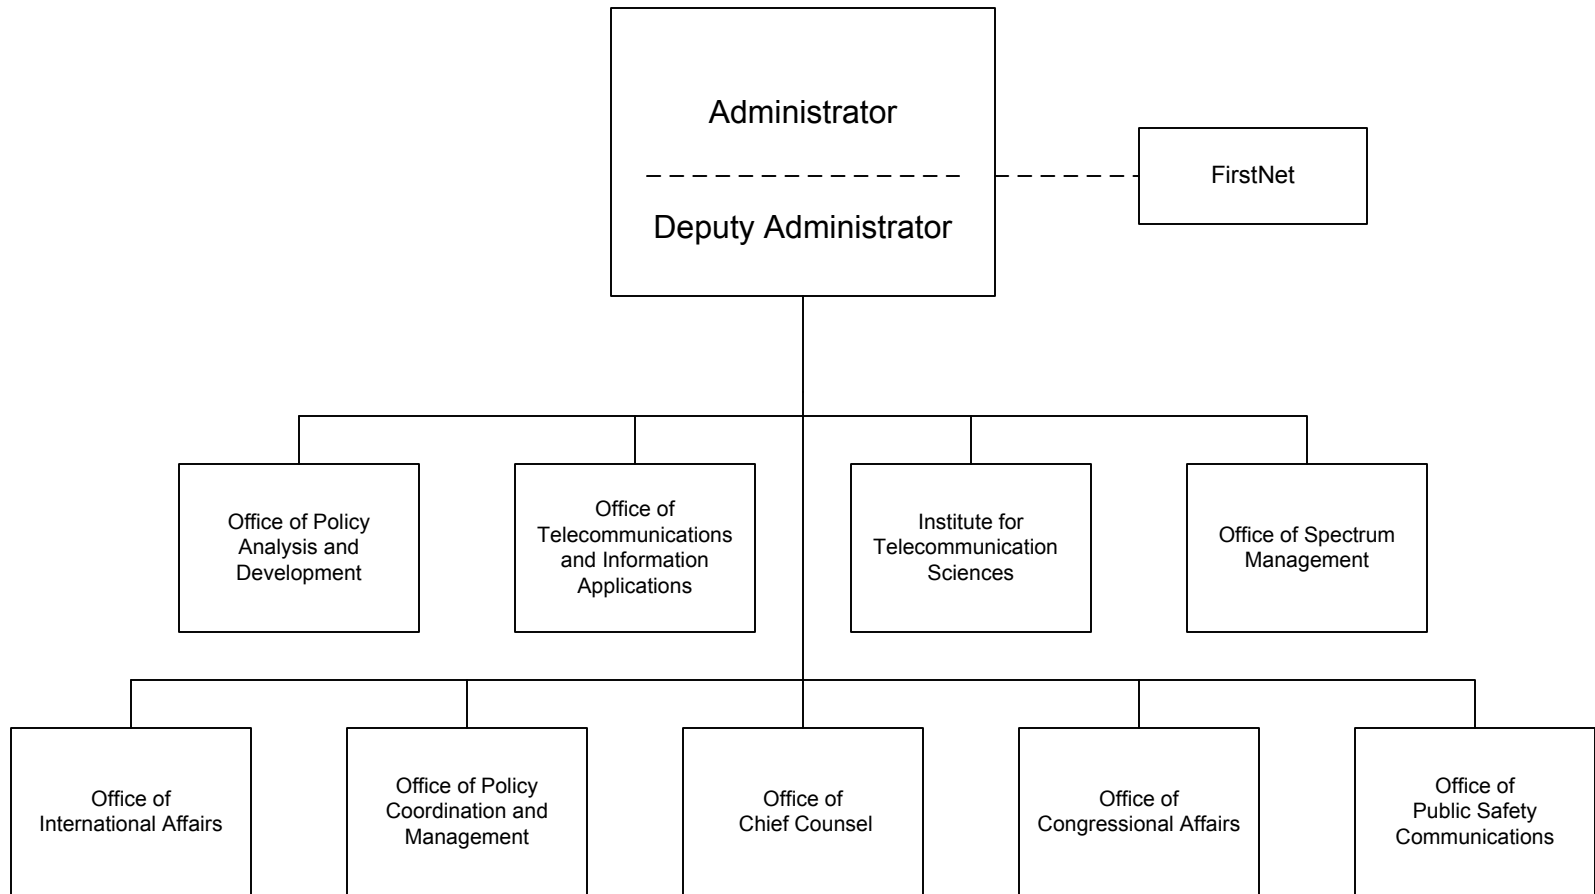 Administrator
Deputy Administrator
FirstNet
Office of Policy
Analysis and
Development
Office of
Telecommunications
and Information
Applications
Institute for
Telecommunication
Sciences
Office of Spectrum
Management
Office of
International Affairs
Office of Policy
Coordination and
Management
Office of
Chief Counsel
Office of
Congressional Affairs
Office of
Public Safety
Communications